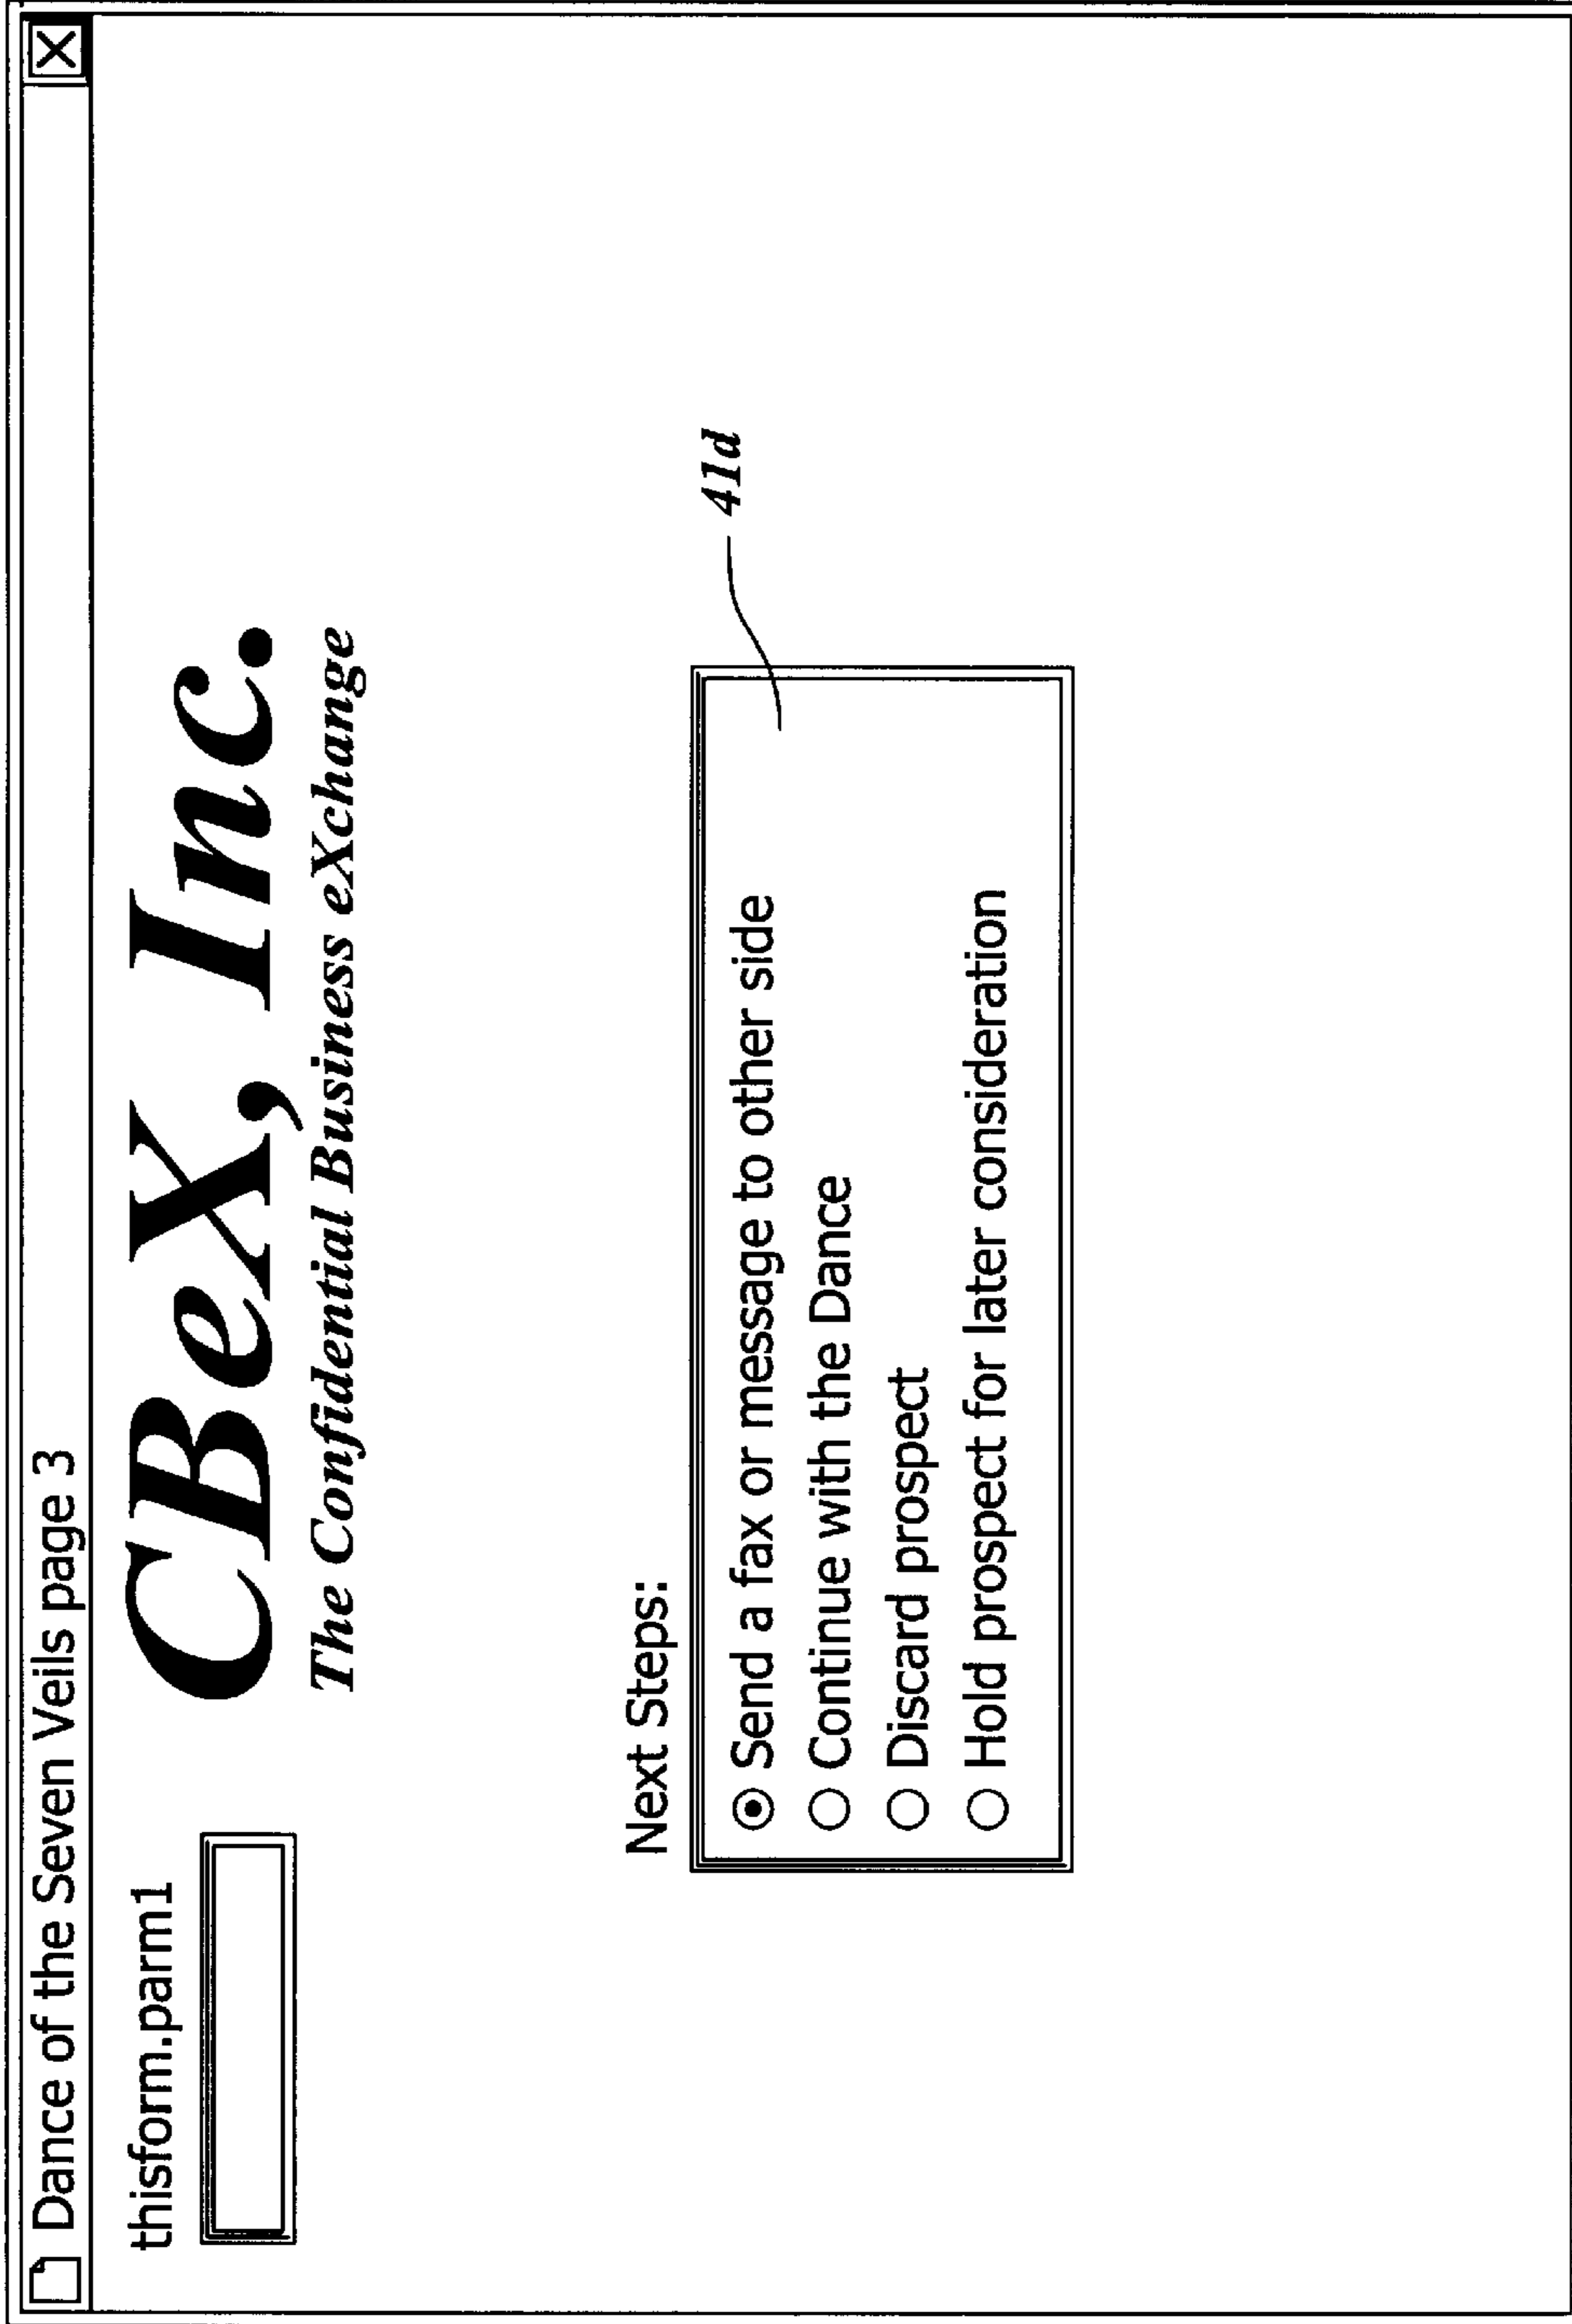 Dance of the Seven Veils page 3
thisform.parm1
CBeX, Inc.
The Confidential Business eXchange
Next Steps:
Send a fax or message to other side
Continue with the Dance
Discard prospect
Hold prospect for later consideration
41d